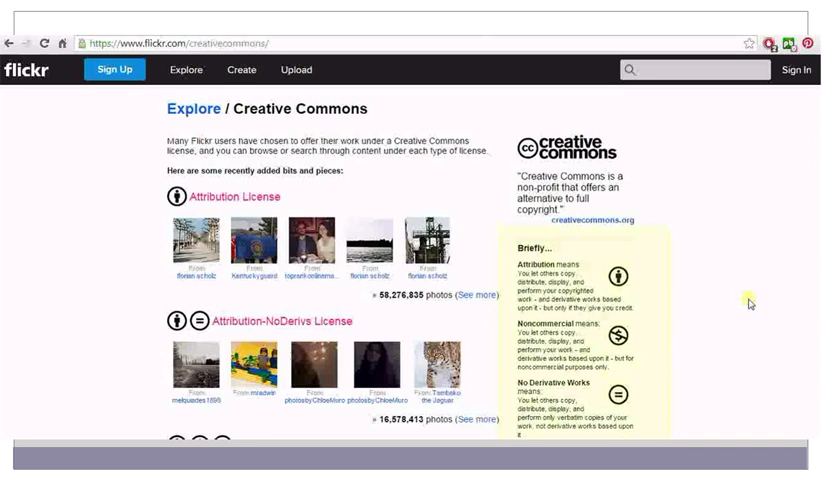 https://www.flickr.com/creativecommons/
flickr
Sign Up
Explore
Create
Upload
Sign In
Explore / Creative Commons
Many Flickr users have chosen to offer their work under a Creative Commons
license, and you can browse or search through content under each type of license.
Here are some recently added bits and pieces:
Attribution License
From
florian scholz
From
Kentuckyguard
From
toprankonlinema...
From
florian scholz
From
florian scholz
» 58,276,835 photos (See more)
Attribution-NoDerivs License
From
melquiades1898
From mradwin
From
photosbyChloeMuro
From
photosbyChloeMuro
From Tambako
the Jaguar
» 16,578,413 photos (See more)
cc creative
commons
"Creative Commons is a
non-profit that offers an
alternative to full
copyright."
creativecommons.org
Briefly...
Attribution means:
You let others copy,
distribute, display, and
perform your copyrighted
work - and derivative works based
upon it - but only if they give you credit.
Noncommercial means:
You let others copy,
distribute, display, and
perform your work - and
derivative works based upon it - but for
noncommercial purposes only.
No Derivative Works
means:
You let others copy,
distribute, display, and
perform only verbatim copies of your
work, not derivative works based upon
it.